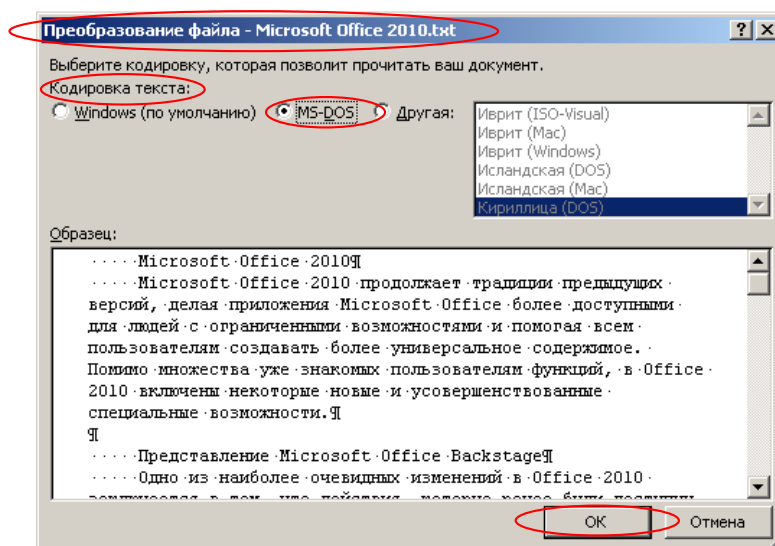 Преобразование файла - Microsoft Office 2010.txt
Выберите кодировку, которая позволит прочитать ваш документ.
Кодировка текста:
Windows (по умолчанию) MS-DOS Другая:
Иврит (ISO-Visual)
Иврит (Mac)
Иврит (Windows)
Исландская (DOS)
Исландская (Mac)
Кириллица (DOS)
Образец:
·····Microsoft·Office·2010¶
·····Microsoft·Office·2010·продолжает·традиции·предыдущих·
версий,·делая·приложения·Microsoft·Office·более·доступными·
для·людей·с·ограниченными·возможностями·и·помогая·всем·
пользователям·создавать·более·универсальное·содержимое.·
Помимо·множества·уже·знакомых·пользователям·функций,·в·Office·
2010·включены·некоторые·новые·и·усовершенствованные·
специальные·возможности.¶
¶
·····Представление·Microsoft·Office·Backstage¶
·····Одно·из·наиболее·очевидных·изменений·в·Office·2010·
OK Отмена